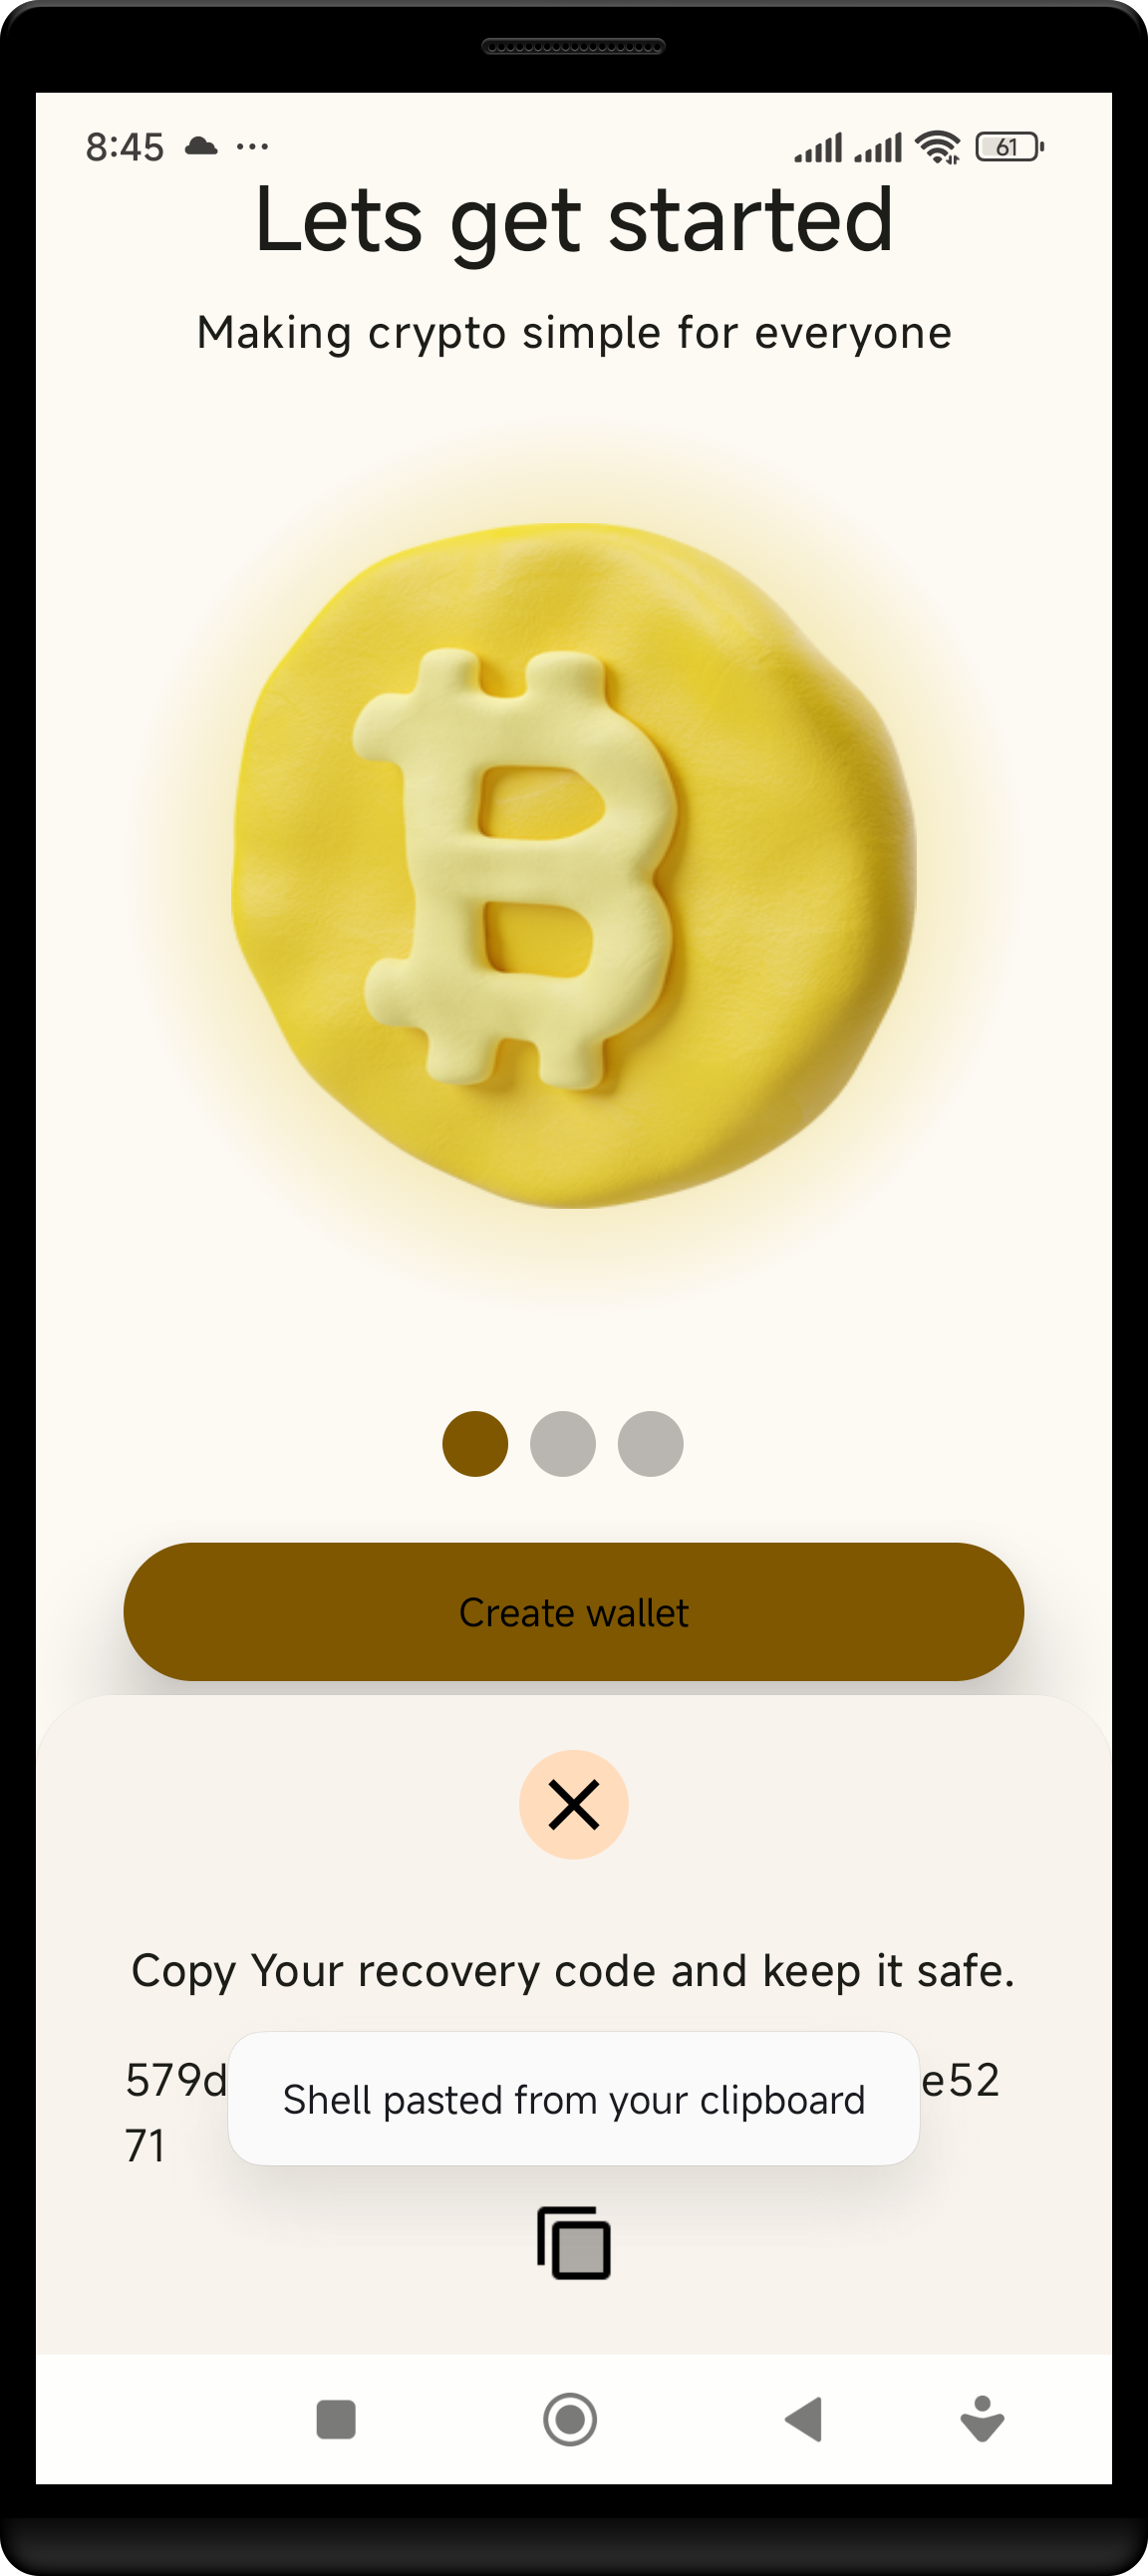 8:45
61
Lets get started
Making crypto simple for everyone
Create wallet
Copy Your recovery code and keep it safe.
579d
e52
Shell pasted from your clipboard
71